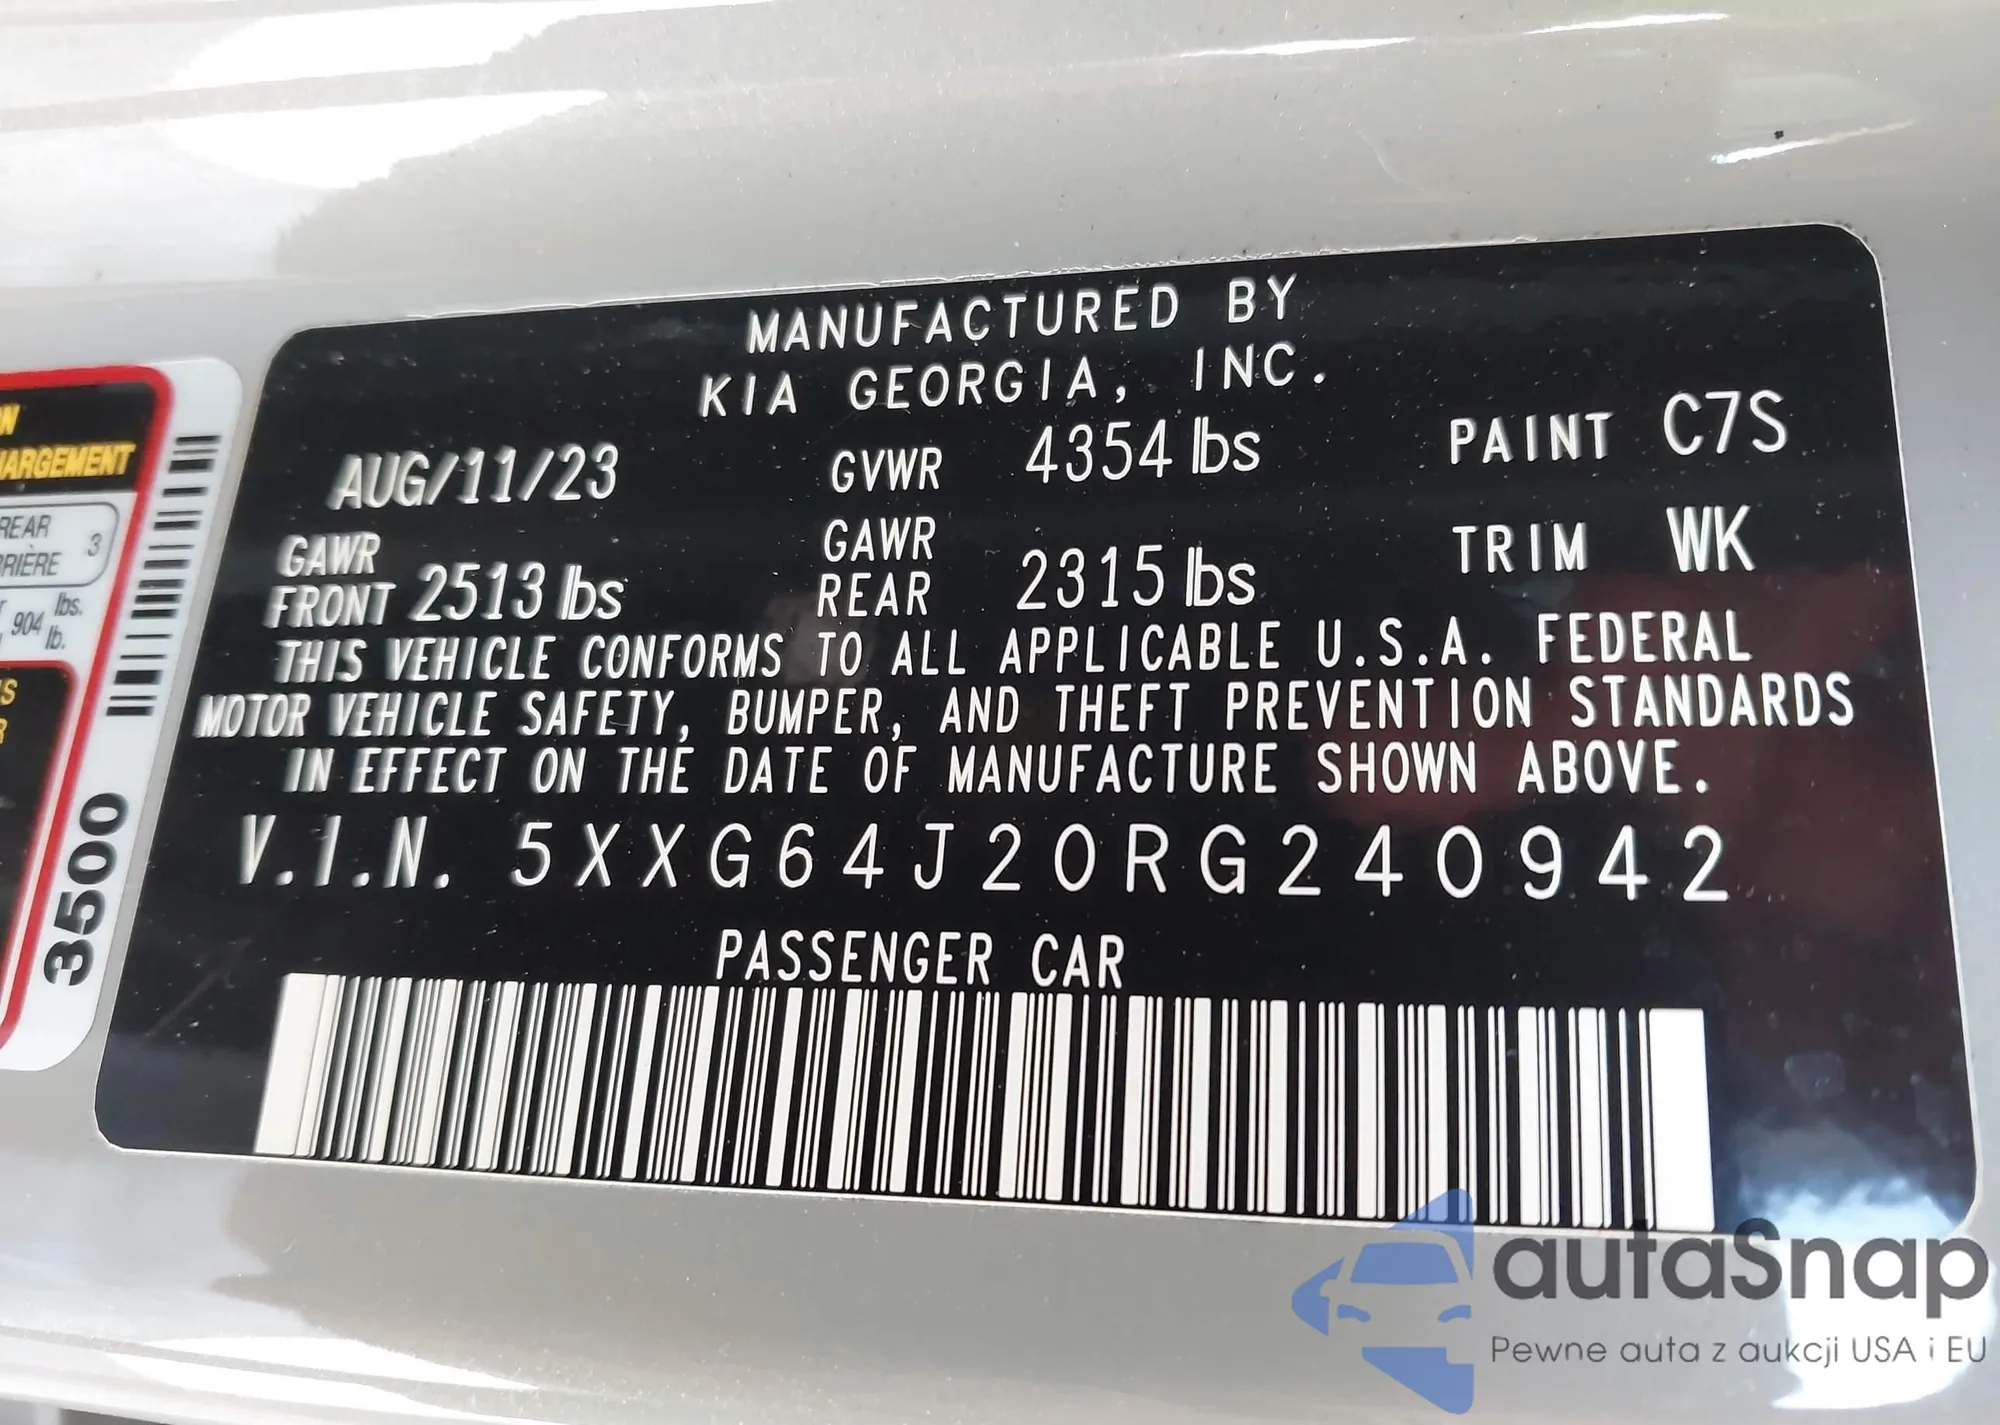 MANUFACTURED BY
KIA GEORGIA, INC.
AUG/11/23 GVWR 4354 lbs PAINT C7S
GAWR FRONT 2513 lbs GAWR REAR 2315 lbs TRIM WK
THIS VEHICLE CONFORMS TO ALL APPLICABLE U.S.A. FEDERAL
MOTOR VEHICLE SAFETY, BUMPER, AND THEFT PREVENTION STANDARDS
IN EFFECT ON THE DATE OF MANUFACTURE SHOWN ABOVE.
V.I.N. 5XXG64J20RG240942
PASSENGER CAR
REAR 3
904 lbs.
lb.
3500
autaSnap
Pewne auta z aukcji USA i EU